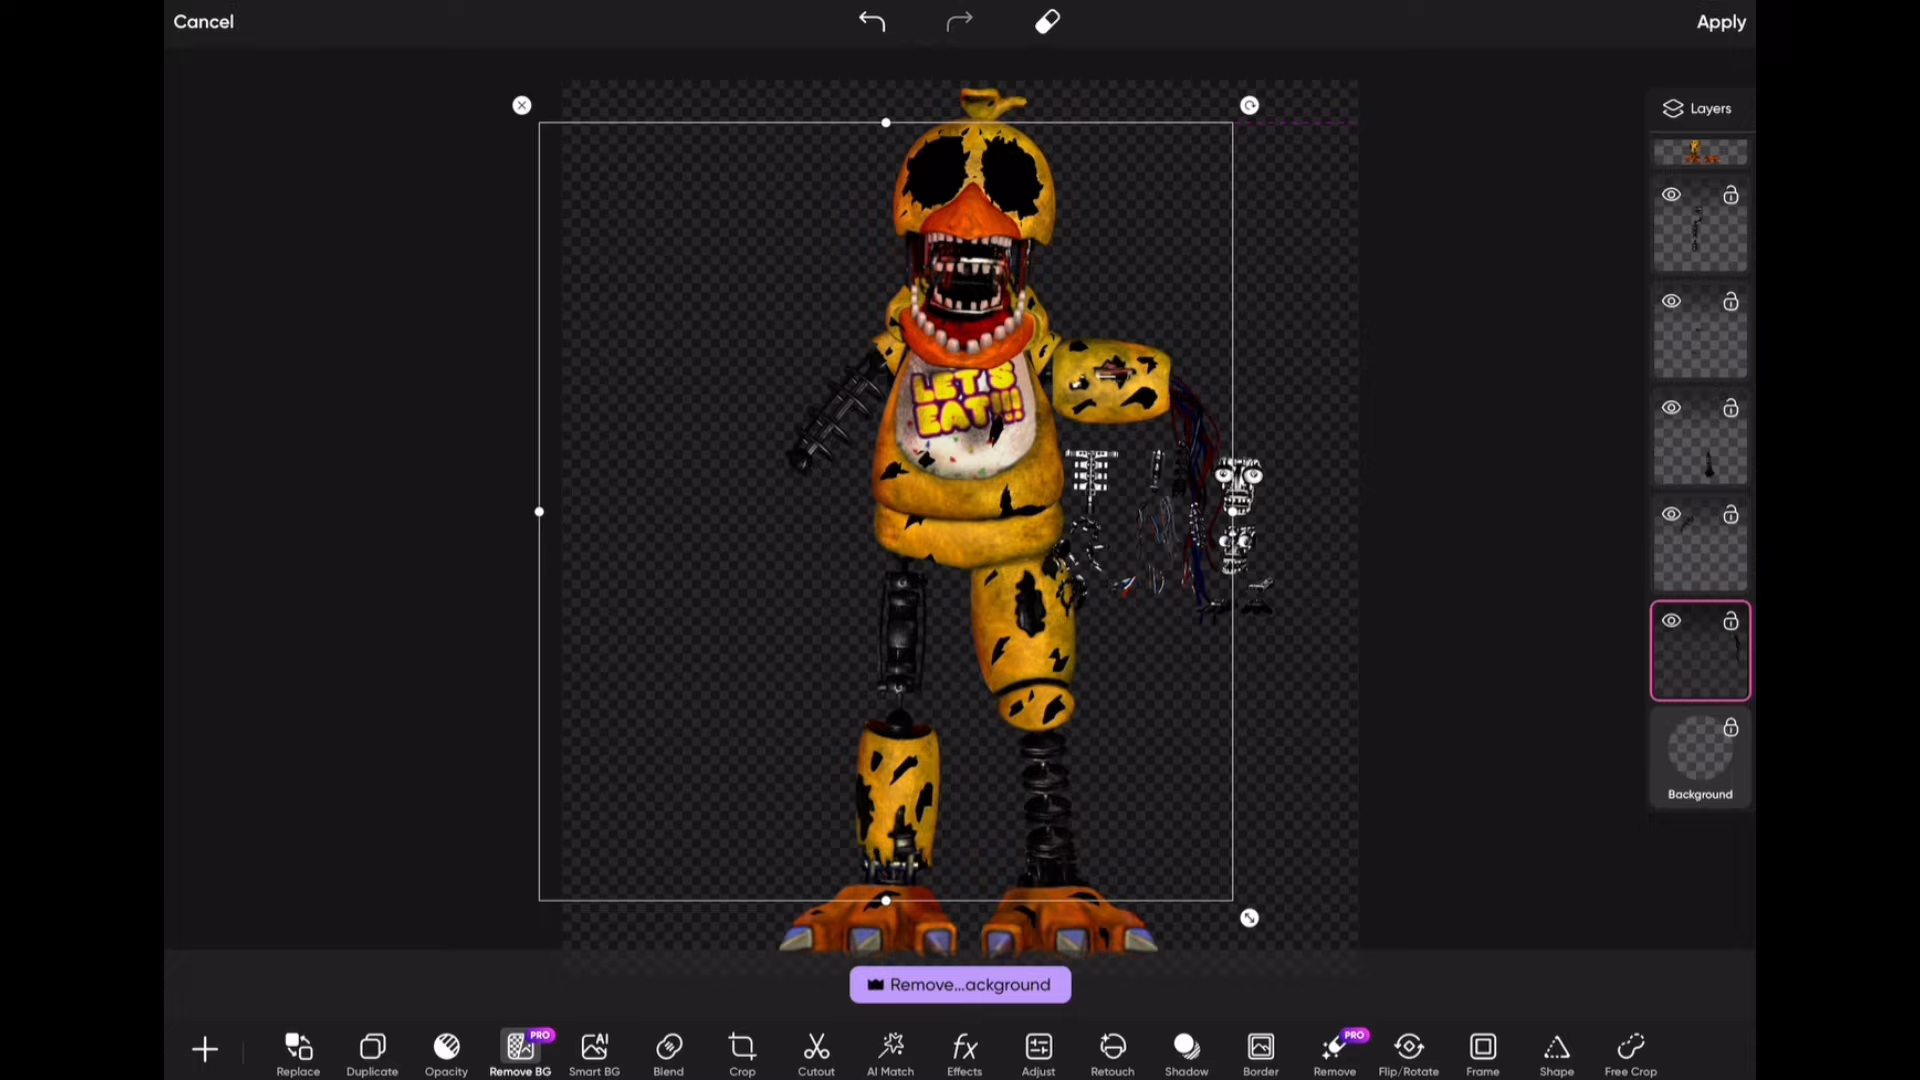 Cancel
Apply
Layers
LET'S
EAT!!!
Background
Remove...ackground
PRO
PRO
Replace
Duplicate
Opacity
Remove BG
Smart BG
Blend
Crop
Cutout
AI Match
Effects
Adjust
Retouch
Shadow
Border
Remove
Flip/Rotate
Frame
Shape
Free Crop